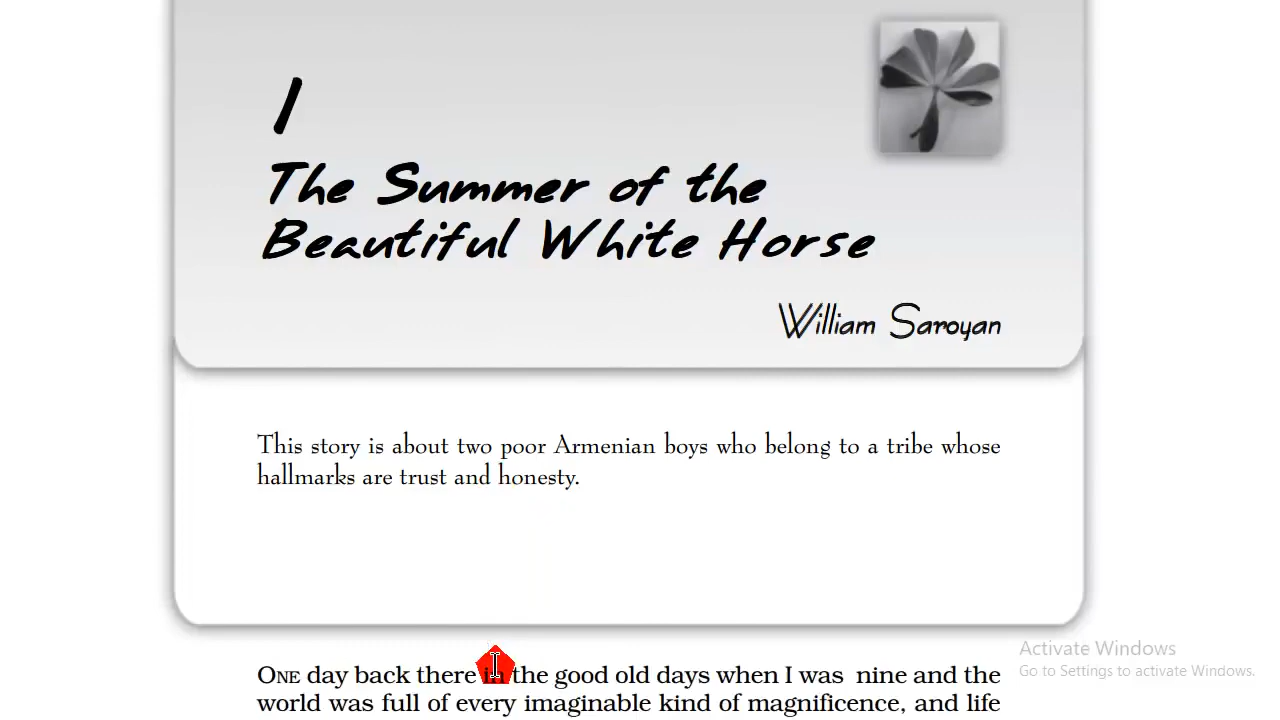 1
The Summer of the
Beautiful White Horse
William Saroyan
This story is about two poor Armenian boys who belong to a tribe whose
hallmarks are trust and honesty.
Activate Windows
Go to Settings to activate Windows.
ONE day back there in the good old days when I was nine and the
world was full of every imaginable kind of magnificence, and life